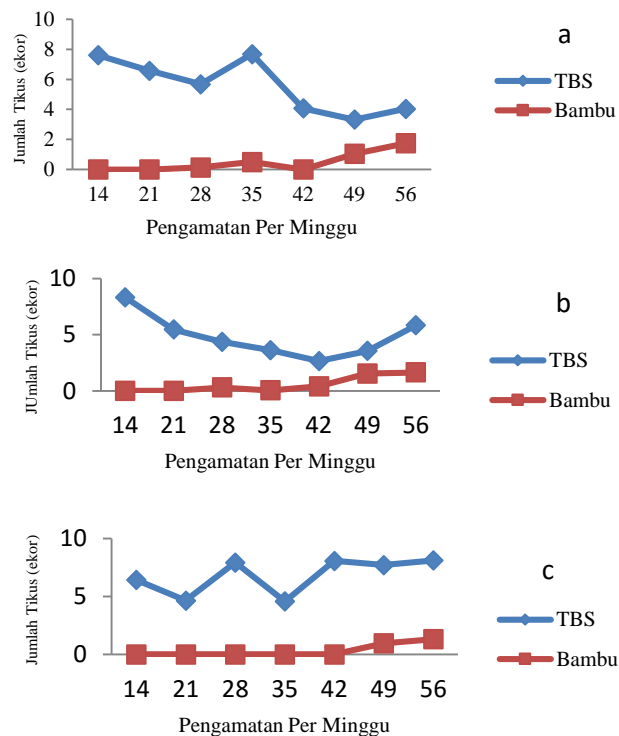 a
Jumlah Tikus (ekor)
10
8
6
4
2
0
14 21 28 35 42 49 56
Pengamatan Per Minggu
TBS
Bambu
b
JUmlah Tikus (ekor)
10
5
0
14 21 28 35 42 49 56
Pengamatan Per Minggu
TBS
Bambu
c
Jumlah Tikus (ekor)
10
5
0
14 21 28 35 42 49 56
Pengamatan Per Minggu
TBS
Bambu